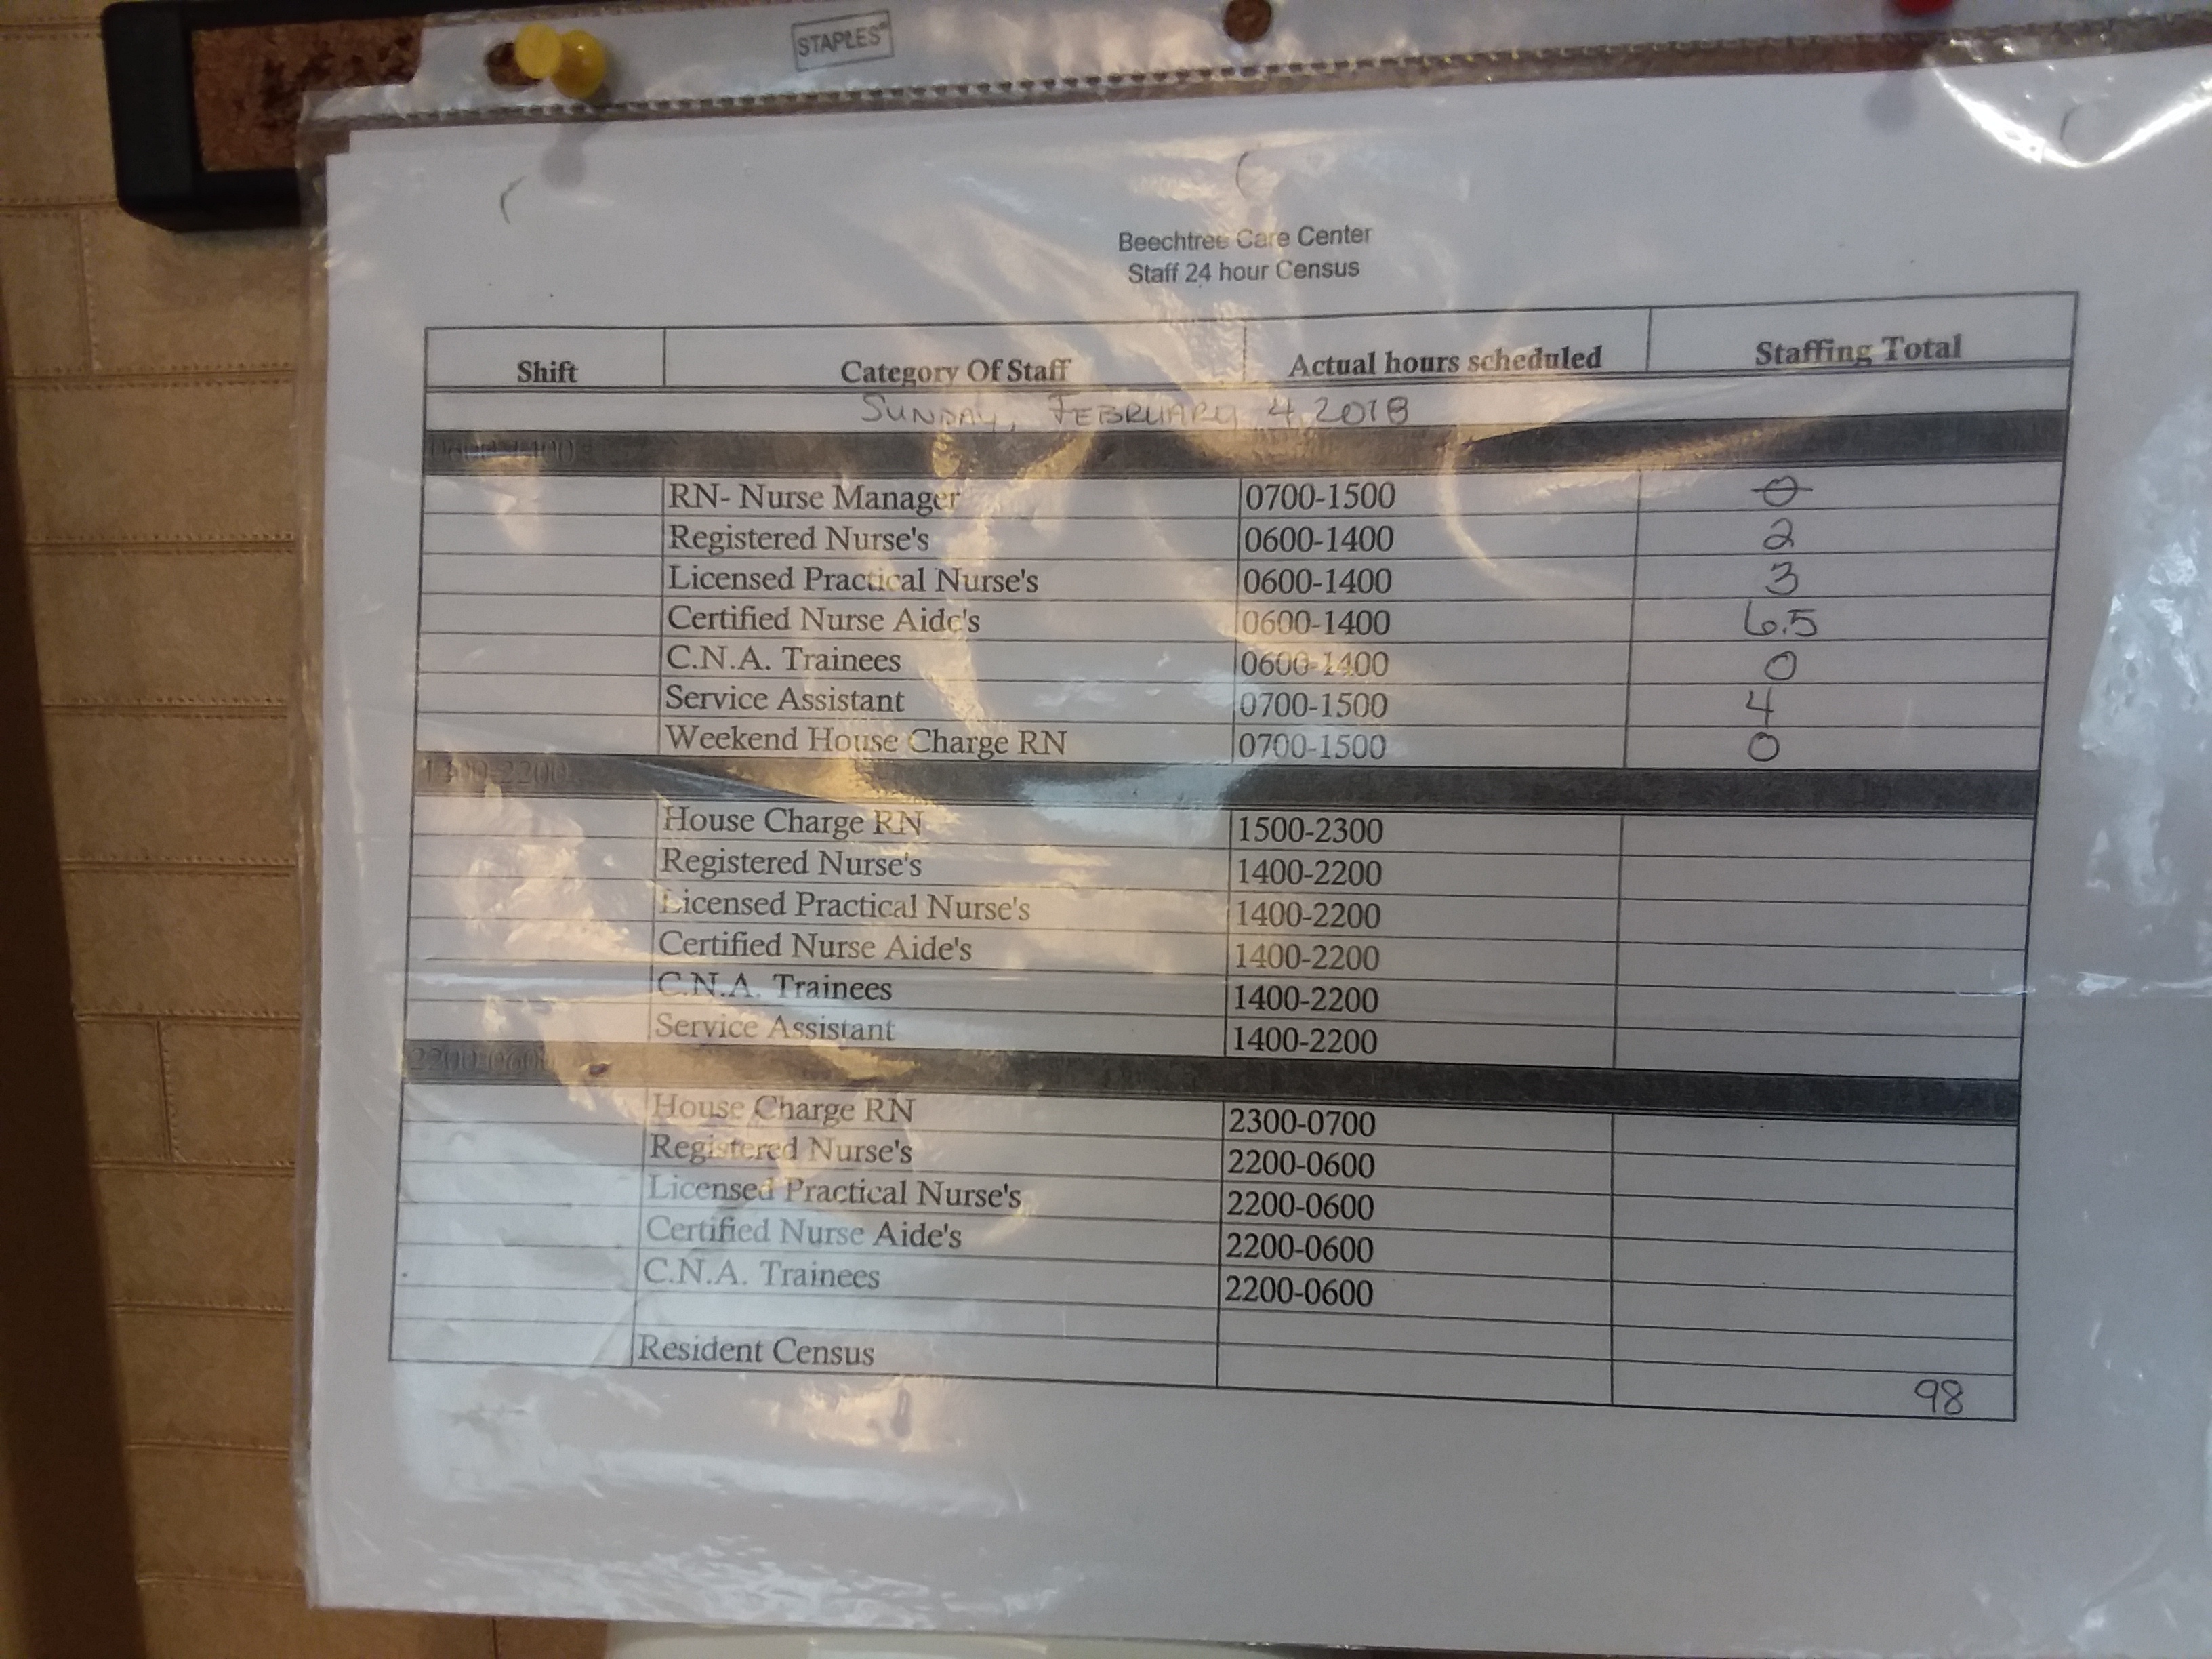 STAPLES
Beechtree Care Center
Staff 24 hour Census
Shift Category Of Staff Actual hours scheduled Staffing Total
SUNDAY, FEBRUARY 4, 2018
0600-1400
RN- Nurse Manager 0700-1500 0
Registered Nurse's 0600-1400 2
Licensed Practical Nurse's 0600-1400 3
Certified Nurse Aide's 0600-1400 6.5
C.N.A. Trainees 0600-1400 0
Service Assistant 0700-1500 4
Weekend House Charge RN 0700-1500 0
1400-2200
House Charge RN 1500-2300
Registered Nurse's 1400-2200
Licensed Practical Nurse's 1400-2200
Certified Nurse Aide's 1400-2200
C.N.A. Trainees 1400-2200
Service Assistant 1400-2200
2200-0600
House Charge RN 2300-0700
Registered Nurse's 2200-0600
Licensed Practical Nurse's 2200-0600
Certified Nurse Aide's 2200-0600
C.N.A. Trainees 2200-0600
Resident Census 98